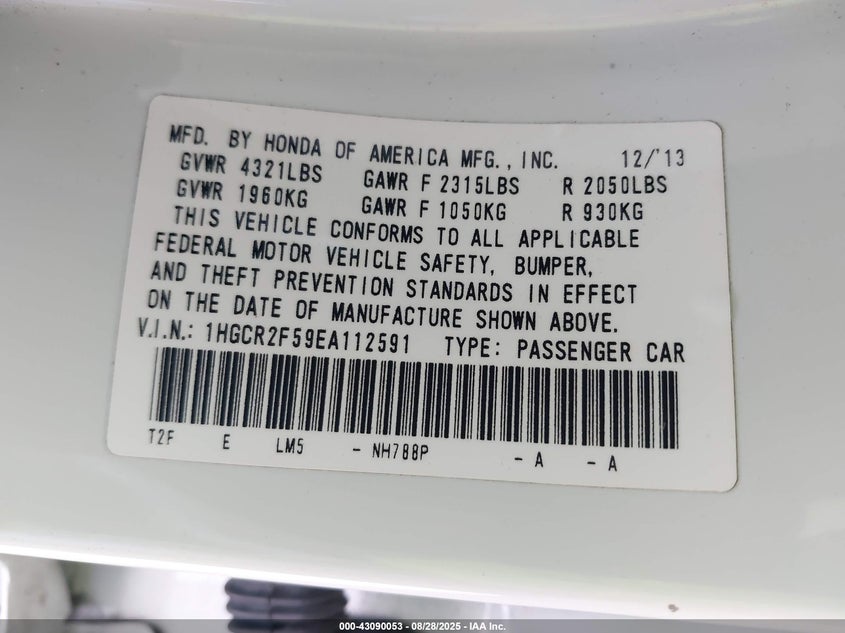 MFD. BY HONDA OF AMERICA MFG., INC. 12/'13
GVWR 4321LBS GAWR F 2315LBS R 2050LBS
GVWR 1960KG GAWR F 1050KG R 930KG
THIS VEHICLE CONFORMS TO ALL APPLICABLE
FEDERAL MOTOR VEHICLE SAFETY, BUMPER,
AND THEFT PREVENTION STANDARDS IN EFFECT
ON THE DATE OF MANUFACTURE SHOWN ABOVE.
V.I.N.: 1HGCR2F59EA112591 TYPE: PASSENGER CAR
T2F E LM5 - NH788P - A - A
000-43090053 - 08/28/2025 - IAA Inc.